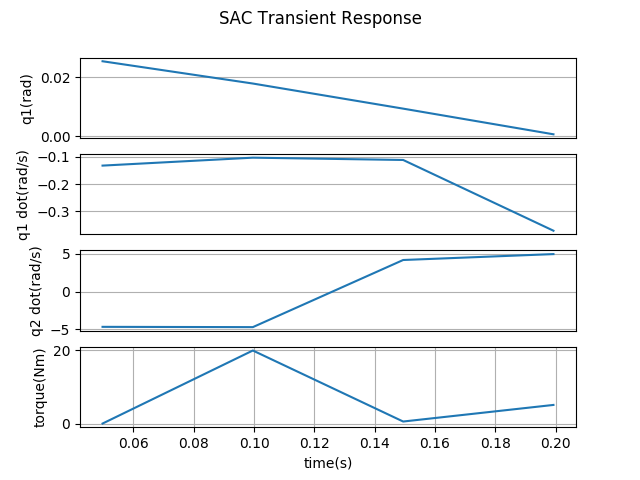 SAC Transient Response
q1(rad)
0.02
0.00
q1 dot(rad/s)
−0.1
−0.2
−0.3
q2 dot(rad/s)
5
0
−5
torque(Nm)
20
0
0.06 0.08 0.10 0.12 0.14 0.16 0.18 0.20
time(s)